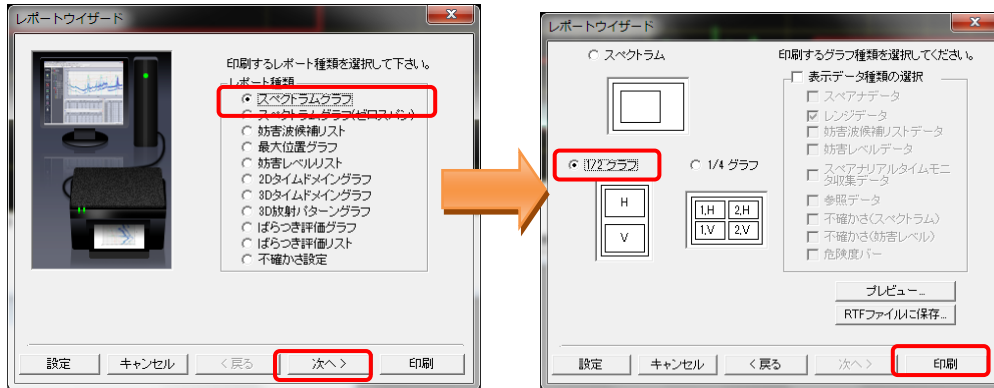 レポートウィザード
印刷するレポート種類を選択して下さい。
レポート種類
スペクトラムグラフ
スペクトラムグラフ(ゼロスパン)
妨害波候補リスト
最大位置グラフ
妨害レベルリスト
2Dタイムドメイングラフ
3Dタイムドメイングラフ
3D放射パターングラフ
ばらつき評価グラフ
ばらつき評価リスト
不確かさ設定
設定
キャンセル
< 戻る
次へ >
印刷
レポートウィザード
スペクトラム
印刷するグラフ種類を選択してください。
表示データ種類の選択
スペアナデータ
レンジデータ
妨害波候補リストデータ
妨害レベルデータ
スペアナリアルタイムモニ
タ収集データ
参照データ
不確かさ(スペクトラム)
不確かさ(妨害レベル)
危険度バー
1/2 グラフ
1/4 グラフ
H
V
1,H 2,H
1,V 2,V
プレビュー...
RTFファイルに保存...
設定
キャンセル
< 戻る
次へ >
印刷